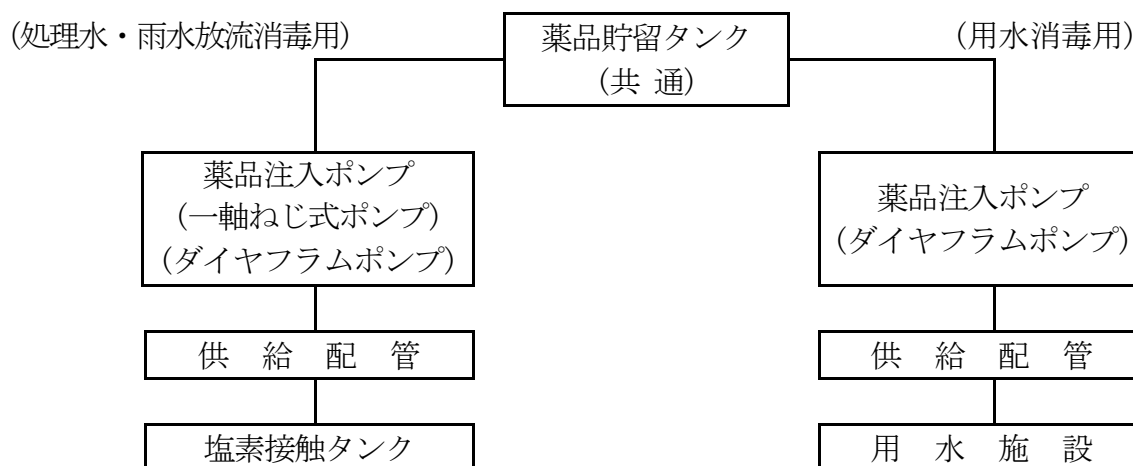 (処理水・雨水放流消毒用)
薬品貯留タンク
(共 通)
(用水消毒用)
薬品注入ポンプ
(一軸ねじ式ポンプ)
(ダイヤフラムポンプ)
薬品注入ポンプ
(ダイヤフラムポンプ)
供 給 配 管
供 給 配 管
塩素接触タンク
用 水 施 設